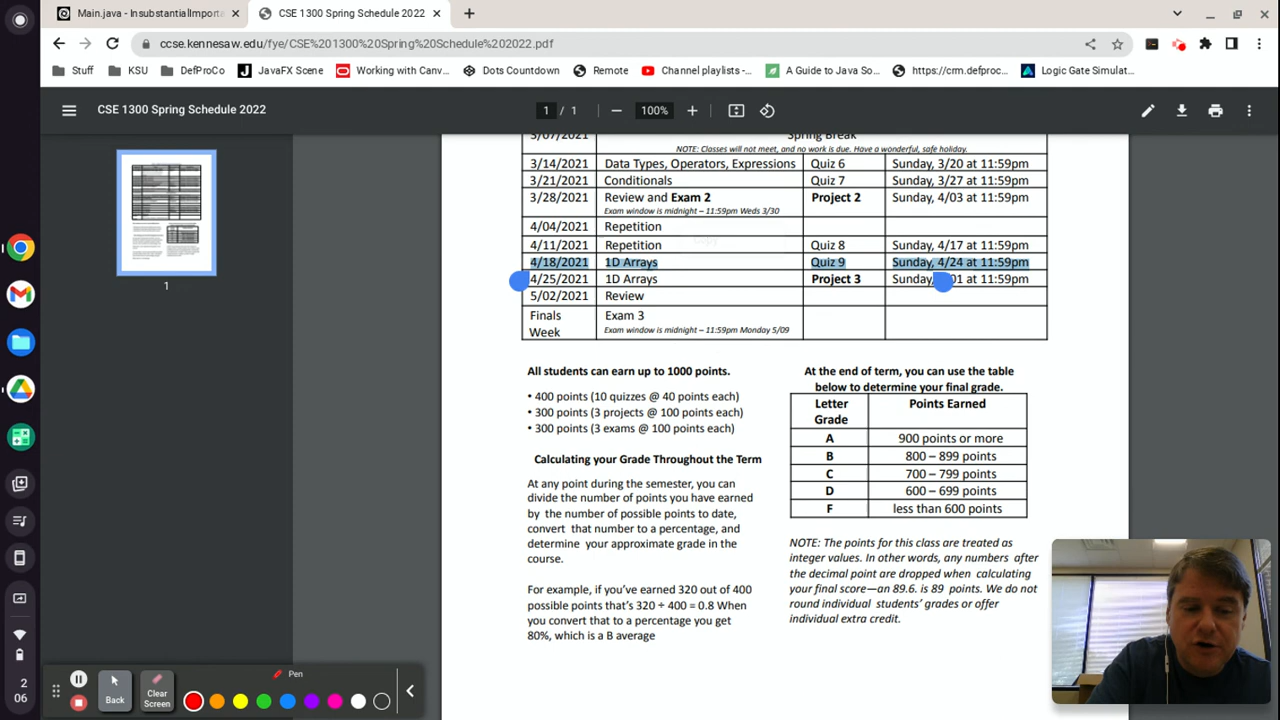 Main.java - InsubstantialImporta
CSE 1300 Spring Schedule 2022
ccse.kennesaw.edu/fye/CSE%201300%20Spring%20Schedule%202022.pdf
Stuff
KSU
DefProCo
JavaFX Scene
Working with Canv...
Dots Countdown
Remote
Channel playlists -...
A Guide to Java So...
https://crm.defproc...
Logic Gate Simulat...
CSE 1300 Spring Schedule 2022
1 / 1
100%
1
3/07/2021 Spring Break
NOTE: Classes will not meet, and no work is due. Have a wonderful, safe holiday.
3/14/2021 Data Types, Operators, Expressions Quiz 6 Sunday, 3/20 at 11:59pm
3/21/2021 Conditionals Quiz 7 Sunday, 3/27 at 11:59pm
3/28/2021 Review and Exam 2 Project 2 Sunday, 4/03 at 11:59pm
Exam window is midnight – 11:59pm Weds 3/30
4/04/2021 Repetition
Copy
4/11/2021 Repetition Quiz 8 Sunday, 4/17 at 11:59pm
4/18/2021 1D Arrays Quiz 9 Sunday, 4/24 at 11:59pm
4/25/2021 1D Arrays Project 3 Sunday, 01 at 11:59pm
5/02/2021 Review
Finals Week Exam 3
Exam window is midnight – 11:59pm Monday 5/09
All students can earn up to 1000 points.
• 400 points (10 quizzes @ 40 points each)
• 300 points (3 projects @ 100 points each)
• 300 points (3 exams @ 100 points each)
Calculating your Grade Throughout the Term
At any point during the semester, you can
divide the number of points you have earned
by the number of possible points to date,
convert that number to a percentage, and
determine your approximate grade in the
course.
For example, if you've earned 320 out of 400
possible points that's 320 ÷ 400 = 0.8 When
you convert that to a percentage you get
80%, which is a B average
At the end of term, you can use the table
below to determine your final grade.
Letter Grade Points Earned
A 900 points or more
B 800 – 899 points
C 700 – 799 points
D 600 – 699 points
F less than 600 points
NOTE: The points for this class are treated as
integer values. In other words, any numbers after
the decimal point are dropped when calculating
your final score—an 89.6. is 89 points. We do not
round individual students' grades or offer
individual extra credit.
Pen
Back
Clear
Screen
2
06